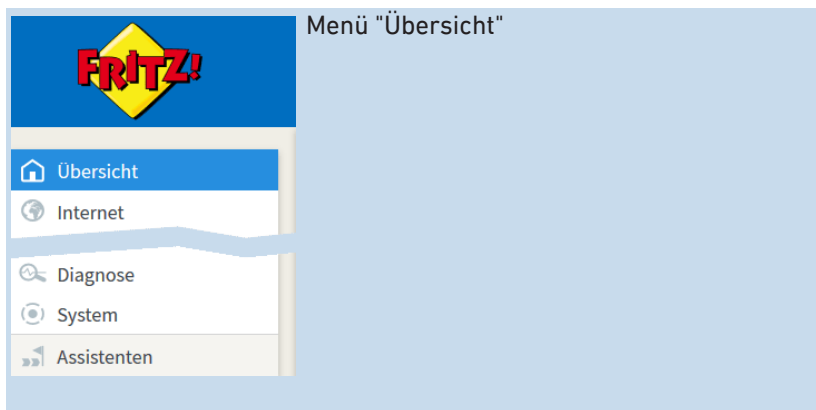 Menü "Übersicht"
FRITZ!
Übersicht
Internet
Diagnose
System
Assistenten